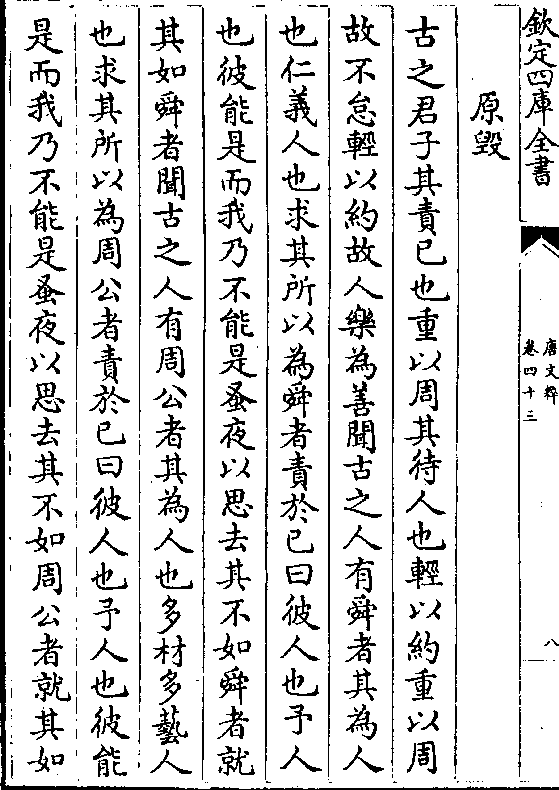 欽定四庫全書
唐文粹
卷四十三
八
原毀
古之君子其責已也重以周其待人也輕以約重以周
故不怠輕以約故人樂為善聞古之人有舜者其為人
也仁義人也求其所以為舜者責於已曰彼人也予人
也彼能是而我乃不能是蚤夜以思去其不如舜者就
其如舜者聞古之人有周公者其為人也多材多藝人
也求其所以為周公者責於已曰彼人也予人也彼能
是而我乃不能是蚤夜以思去其不如周公者就其如